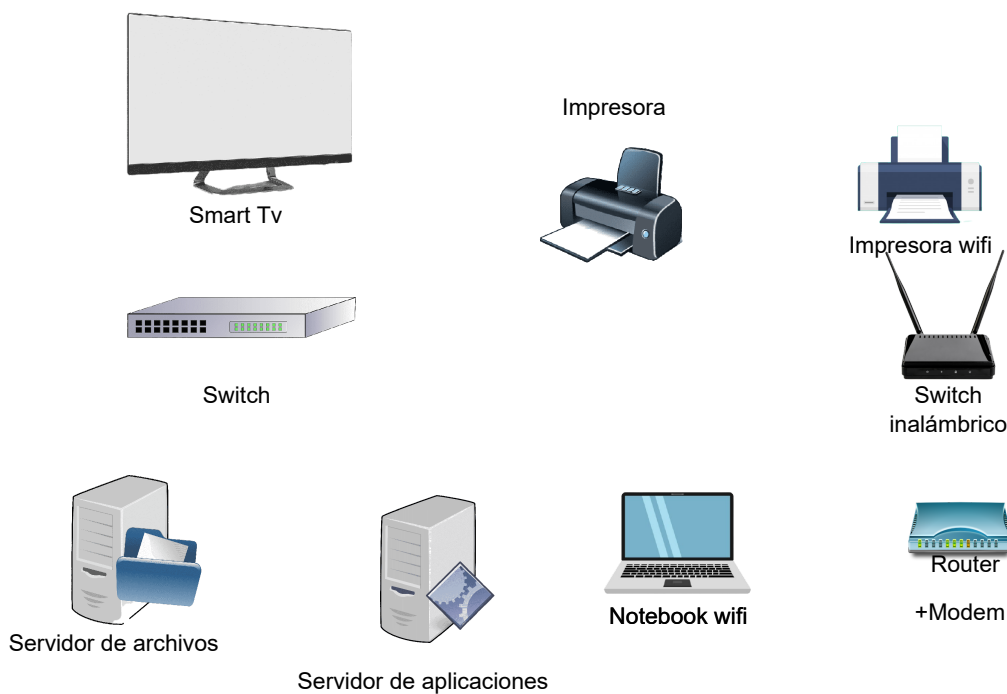 Impresora
Smart Tv
Impresora wifi
Switch
Switch
inalámbrico
Servidor de archivos
Servidor de aplicaciones
Notebook wifi
Router
+Modem